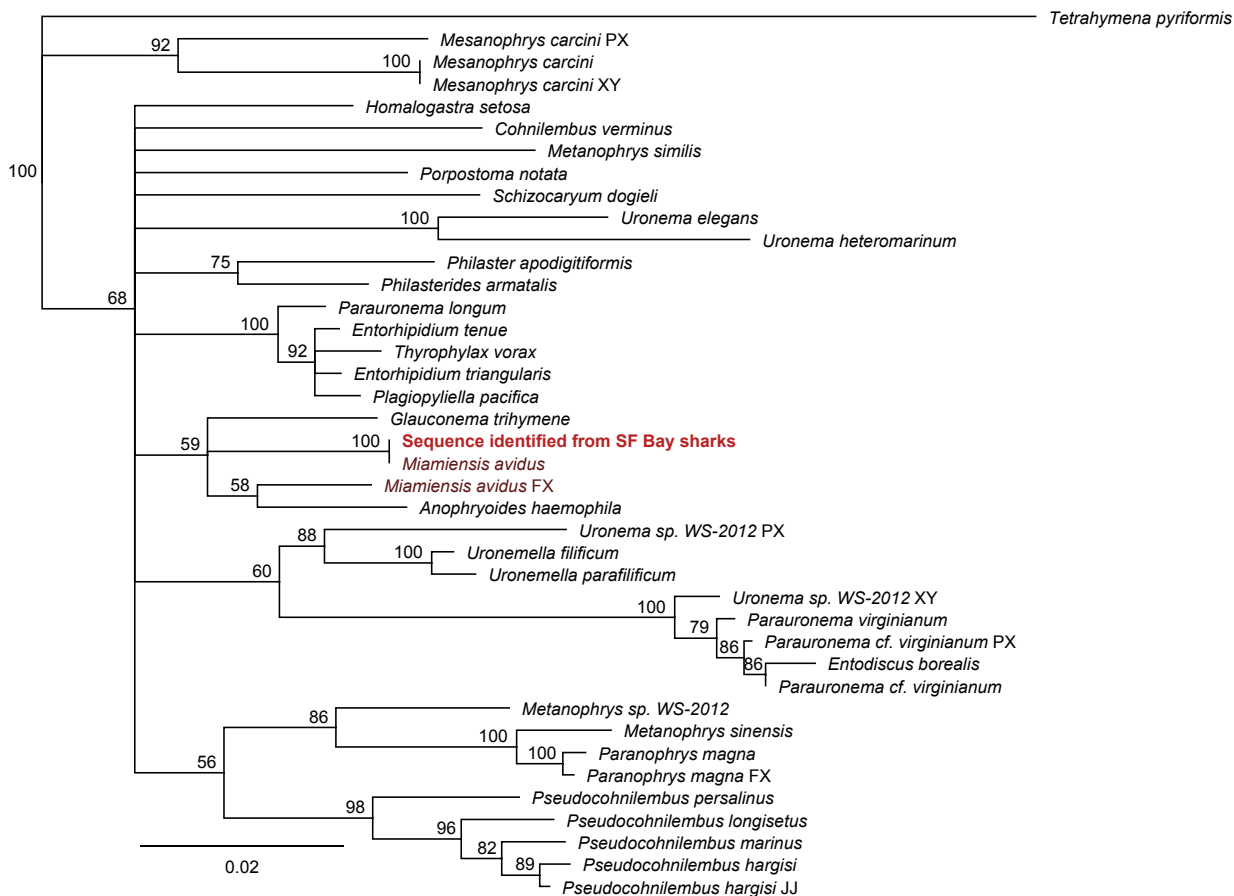 Tetrahymena pyriformis
92
Mesanophrys carcini PX
100
Mesanophrys carcini
Mesanophrys carcini XY
Homalogastra setosa
Cohnilembus verminus
Metanophrys similis
100
Porpostoma notata
Schizocaryum dogieli
100
Uronema elegans
Uronema heteromarinum
75
Philaster apodigitiformis
Philasterides armatalis
68
Parauronema longum
100
Entorhipidium tenue
92
Thyrophylax vorax
Entorhipidium triangularis
Plagiopyliella pacifica
Glauconema trihymene
59
100
Sequence identified from SF Bay sharks
Miamiensis avidus
58
Miamiensis avidus FX
Anophryoides haemophila
88
Uronema sp. WS-2012 PX
100
Uronemella filificum
60
Uronemella parafilificum
100
Uronema sp. WS-2012 XY
79
Parauronema virginianum
86
Parauronema cf. virginianum PX
86
Entodiscus borealis
Parauronema cf. virginianum
86
Metanophrys sp. WS-2012
100
Metanophrys sinensis
100
Paranophrys magna
56
Paranophrys magna FX
98
Pseudocohnilembus persalinus
96
Pseudocohnilembus longisetus
82
Pseudocohnilembus marinus
89
Pseudocohnilembus hargisi
0.02
Pseudocohnilembus hargisi JJ